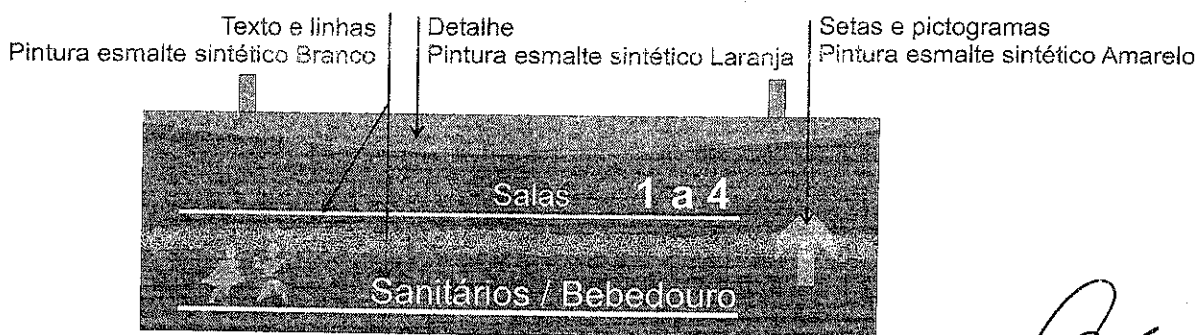 Texto e linhas
Pintura esmalte sintético Branco
Detalhe
Pintura esmalte sintético Laranja
Setas e pictogramas
Pintura esmalte sintético Amarelo
Salas 1 a 4
Sanitários / Bebedouro